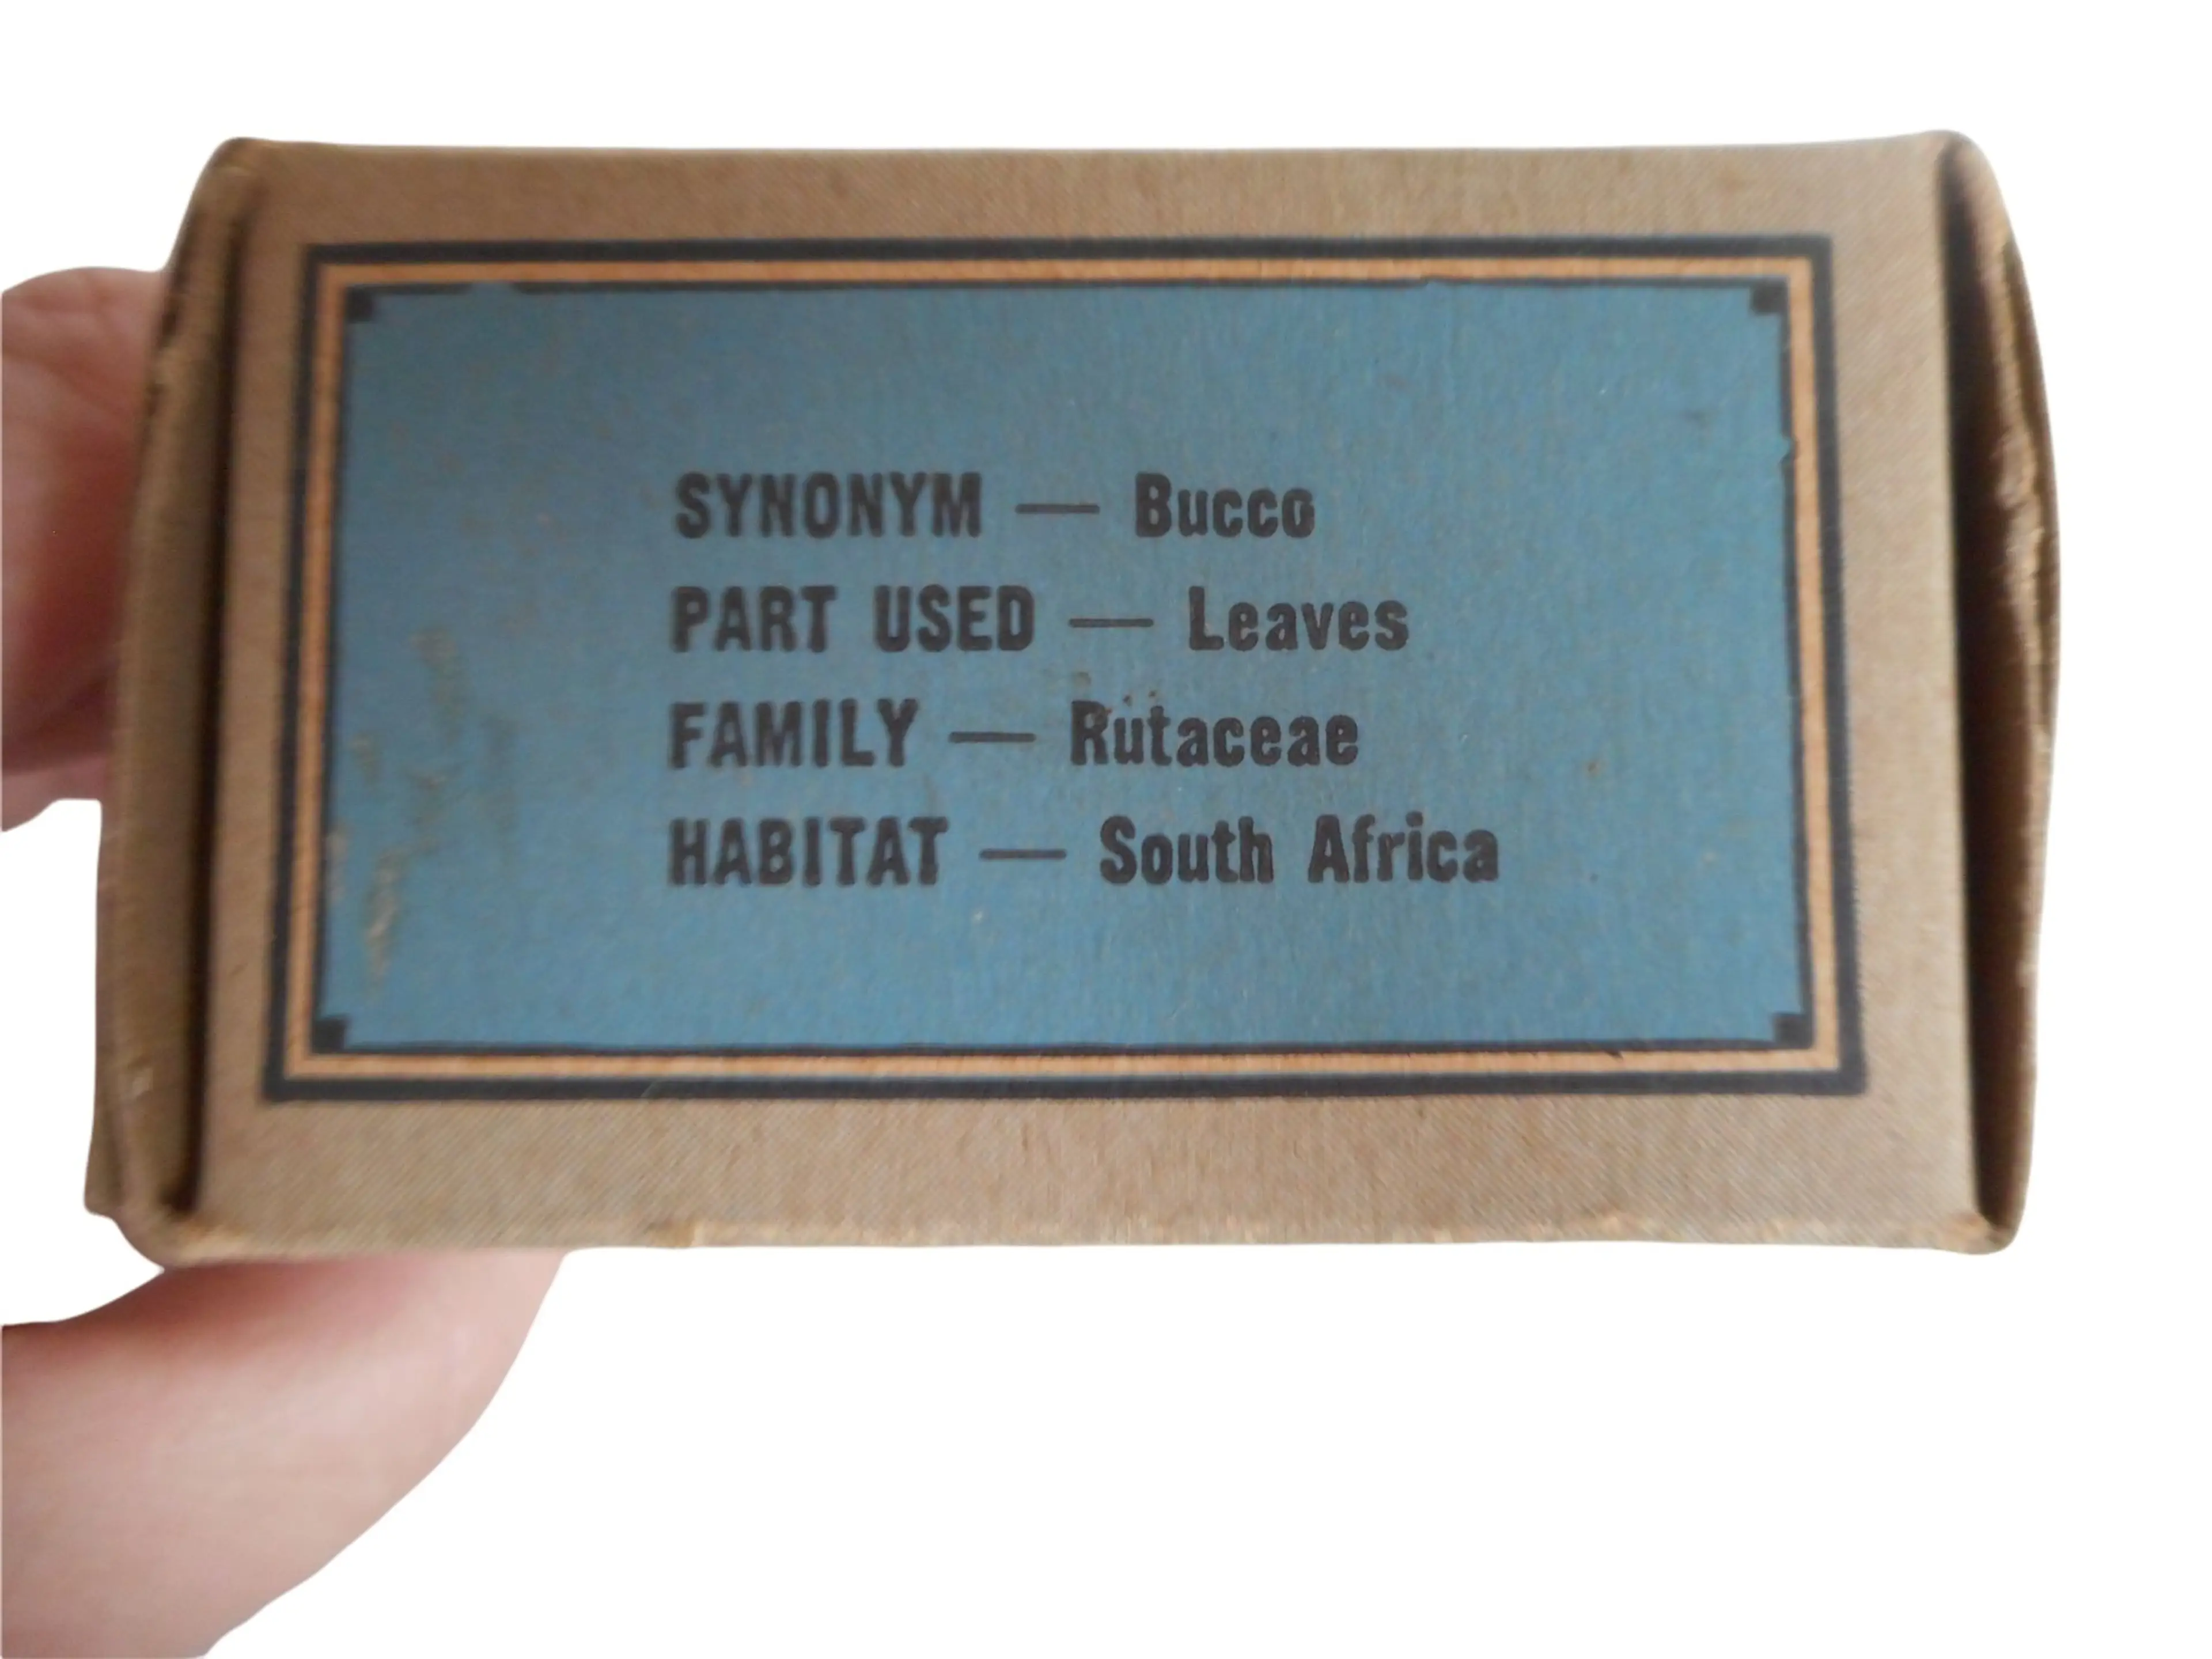 SYNONYM — Bucco
PART USED — Leaves
FAMILY — Rutaceae
HABITAT — South Africa